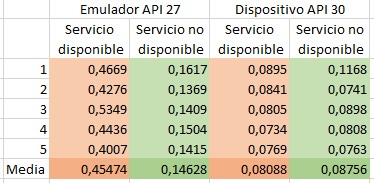 Emulador API 27 Dispositivo API 30
Servicio disponible Servicio no disponible Servicio disponible Servicio no disponible
1 0,4669 0,1617 0,0895 0,1168
2 0,4276 0,1369 0,0841 0,0741
3 0,5349 0,1409 0,0805 0,0898
4 0,4436 0,1504 0,0734 0,0808
5 0,4007 0,1415 0,0769 0,0763
Media 0,45474 0,14628 0,08088 0,08756